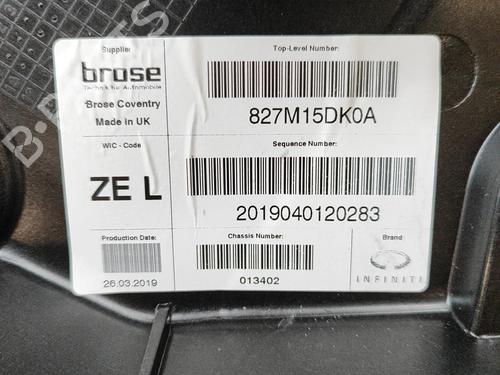 Supplier
brose
Technik für Automobile
Brose Coventry
Made in UK
Top-Level Number:
827M15DK0A
WIC - Code
ZE L
Sequence Number:
2019040120283
Production Date:
26.03.2019
Chassis Number:
013402
Brand:
INFINITI